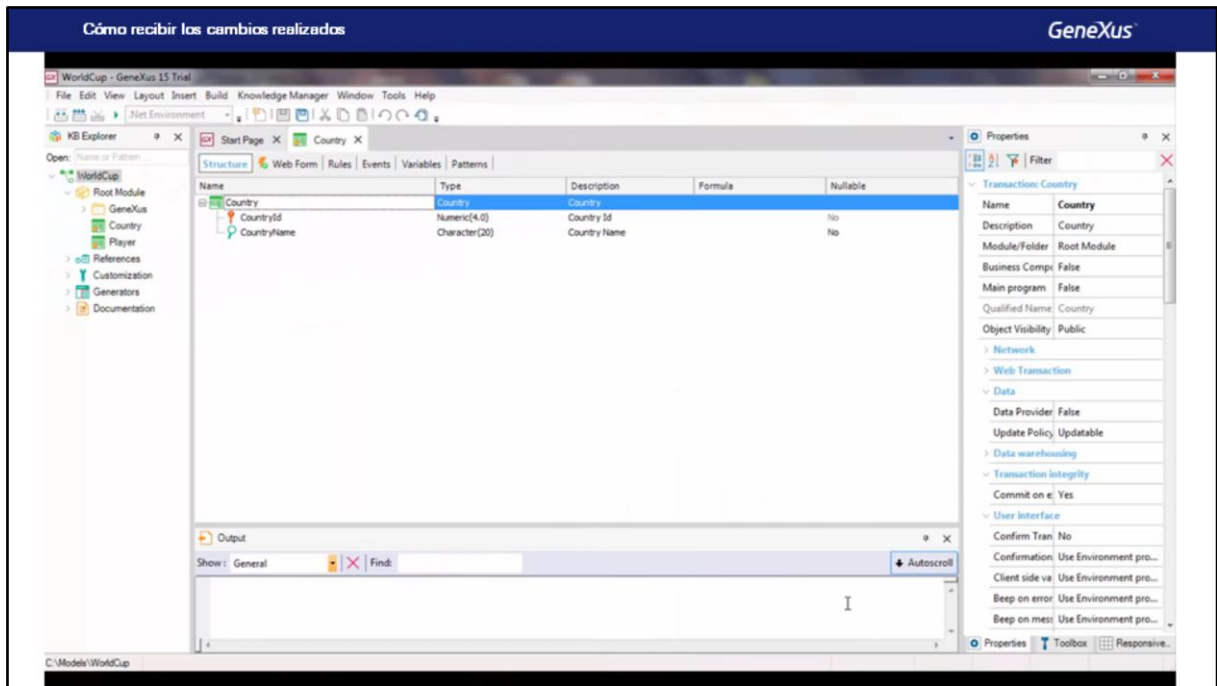 Cómo recibir los cambios realizados
GeneXus
WorldCup - GeneXus 15 Trial
File Edit View Layout Insert Build Knowledge Manager Window Tools Help
.Net Environment
KB Explorer
Open: Name or Pattern...
WorldCup
Root Module
GeneXus
Country
Player
References
Customization
Generators
Documentation
Start Page Country
Structure Web Form Rules Events Variables Patterns
Name Type Description Formula Nullable
Country Country Country
CountryId Numeric(4.0) Country Id No
CountryName Character(20) Country Name No
Output
Show: General Find: Autoscroll
Properties
Filter
Transaction: Country
Name Country
Description Country
Module/Folder Root Module
Business Compo False
Main program False
Qualified Name Country
Object Visibility Public
Network
Web Transaction
Data
Data Provider False
Update Policy Updatable
Data warehousing
Transaction integrity
Commit on e Yes
User interface
Confirm Tran No
Confirmation Use Environment pro...
Client side va Use Environment pro...
Beep on error Use Environment pro...
Beep on mes Use Environment pro...
Properties Toolbox Responsive...
C:\Models\WorldCup